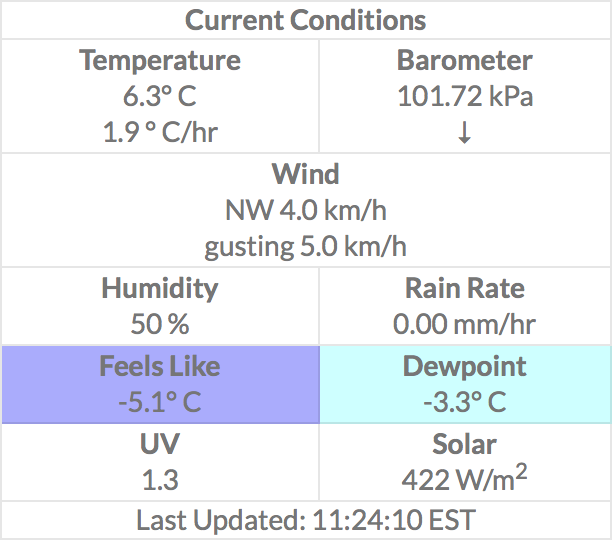 Current Conditions
Temperature
6.3° C
1.9 ° C/hr
Barometer
101.72 kPa
↓
Wind
NW 4.0 km/h
gusting 5.0 km/h
Humidity
50 %
Rain Rate
0.00 mm/hr
Feels Like
-5.1° C
Dewpoint
-3.3° C
UV
1.3
Solar
422 W/m²
Last Updated: 11:24:10 EST